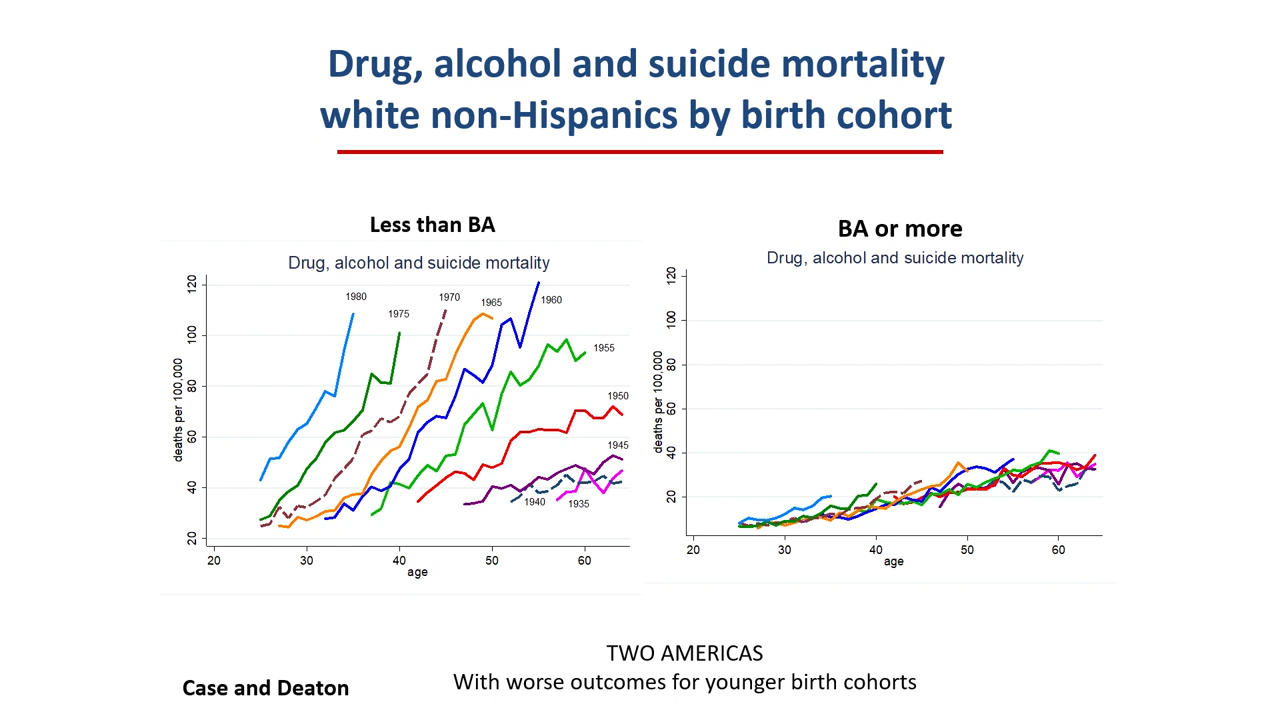 Drug, alcohol and suicide mortality
white non-Hispanics by birth cohort
Less than BA
Drug, alcohol and suicide mortality
deaths per 100,000
120
100
80
60
40
20
1980
1975
1970
1965
1960
1955
1950
1945
1940
1935
20
30
40
50
60
age
BA or more
Drug, alcohol and suicide mortality
deaths per 100,000
120
100
80
60
40
20
20
30
40
50
60
age
TWO AMERICAS
With worse outcomes for younger birth cohorts
Case and Deaton